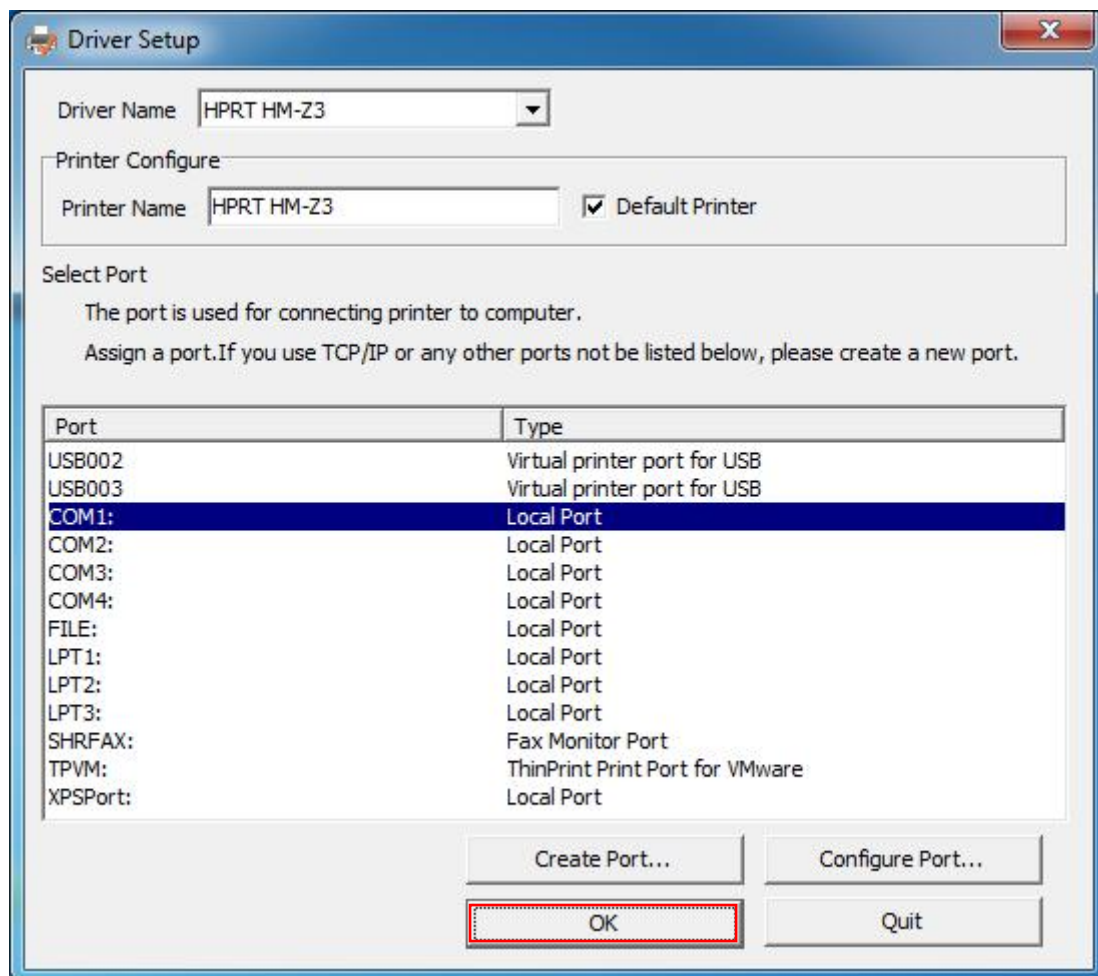 Driver Setup
Driver Name HPRT HM-Z3
Printer Configure
Printer Name HPRT HM-Z3 Default Printer
Select Port
The port is used for connecting printer to computer.
Assign a port.If you use TCP/IP or any other ports not be listed below, please create a new port.
Port Type
USB002 Virtual printer port for USB
USB003 Virtual printer port for USB
COM1: Local Port
COM2: Local Port
COM3: Local Port
COM4: Local Port
FILE: Local Port
LPT1: Local Port
LPT2: Local Port
LPT3: Local Port
SHRFAX: Fax Monitor Port
TPVM: ThinPrint Print Port for VMware
XPSPort: Local Port
Create Port... Configure Port...
OK Quit